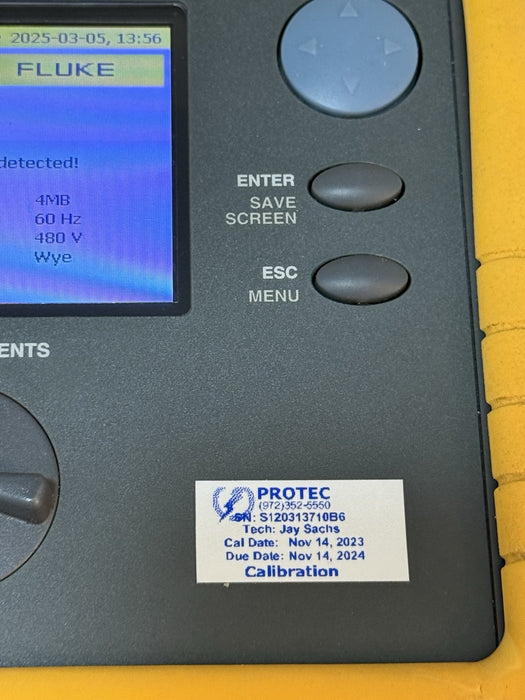 2025-03-05, 13:56
FLUKE
detected!
4MB
60 Hz
480 V
Wye
ENTER
SAVE
SCREEN
ESC
MENU
ENTS
PROTEC
(972)352-5550
SN: S120313710B6
Tech: Jay Sachs
Cal Date: Nov 14, 2023
Due Date: Nov 14, 2024
Calibration